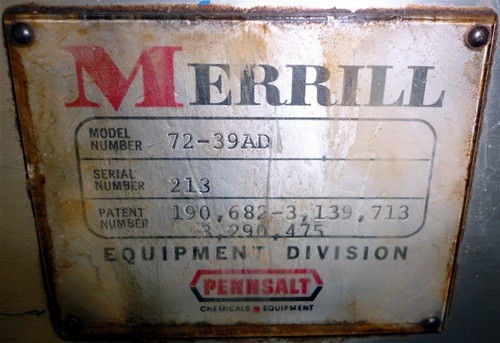 MERRILL
MODEL NUMBER 72-39AD
SERIAL NUMBER 213
PATENT NUMBER 190,682-3,139,713
3,290,475
EQUIPMENT DIVISION
PENNSALT
CHEMICALS EQUIPMENT